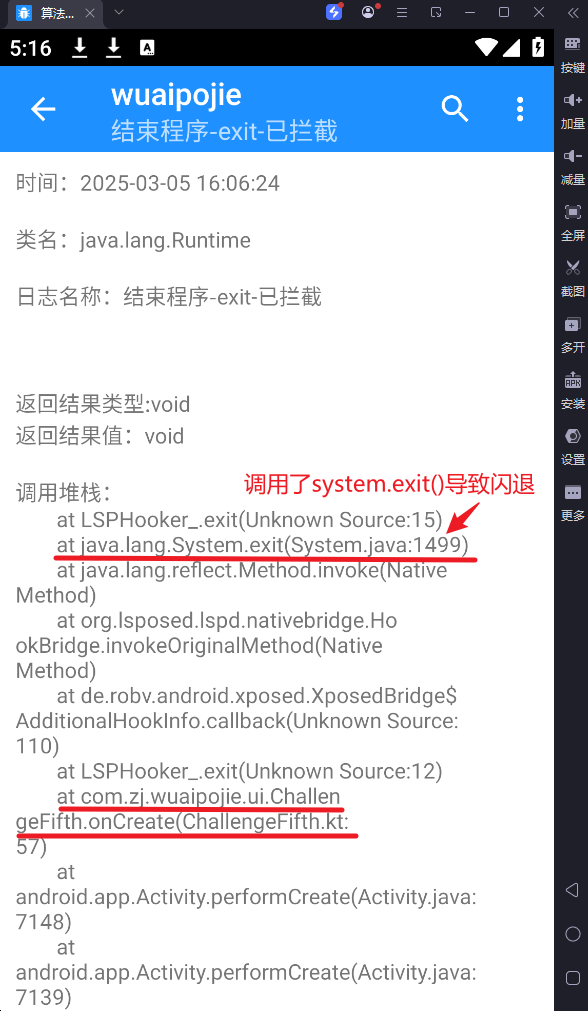 算法...
5:16
A
wuaipojie
结束程序-exit-已拦截
时间：2025-03-05 16:06:24
类名：java.lang.Runtime
日志名称：结束程序-exit-已拦截
返回结果类型:void
返回结果值：void
调用堆栈：
调用了system.exit()导致闪退
at LSPHooker_.exit(Unknown Source:15)
at java.lang.System.exit(System.java:1499)
at java.lang.reflect.Method.invoke(Native
Method)
at org.lsposed.lspd.nativebridge.Ho
okBridge.invokeOriginalMethod(Native
Method)
at de.robv.android.xposed.XposedBridge$
AdditionalHookInfo.callback(Unknown Source:
110)
at LSPHooker_.exit(Unknown Source:12)
at com.zj.wuaipojie.ui.Challen
geFifth.onCreate(ChallengeFifth.kt:
57)
at
android.app.Activity.performCreate(Activity.java:
7148)
at
android.app.Activity.performCreate(Activity.java:
7139)
按键
加量
减量
全屏
截图
多开
APK
安装
设置
更多